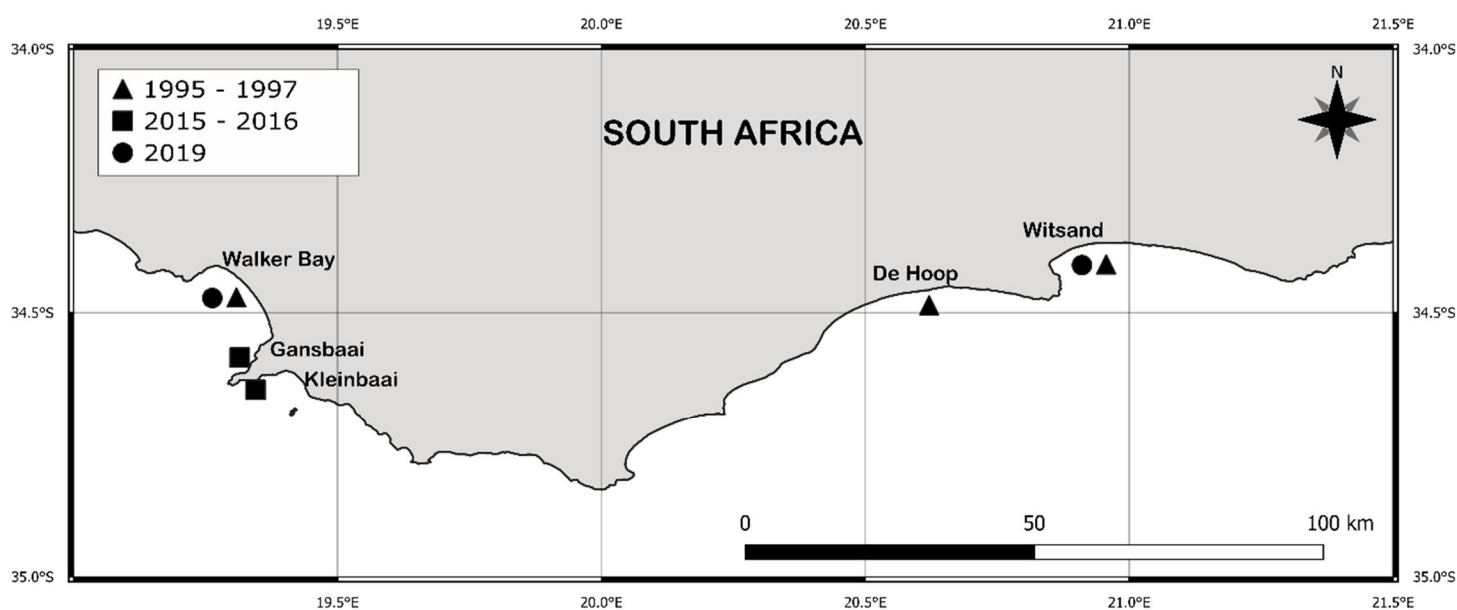 19.5°E 20.0°E 20.5°E 21.0°E 21.5°E
34.0°S 34.0°S
N
1995 - 1997
2015 - 2016
2019
SOUTH AFRICA
Witsand
Walker Bay
De Hoop
34.5°S 34.5°S
Gansbaai
Kleinbaai
0 50 100 km
35.0°S 35.0°S
19.5°E 20.0°E 20.5°E 21.0°E 21.5°E